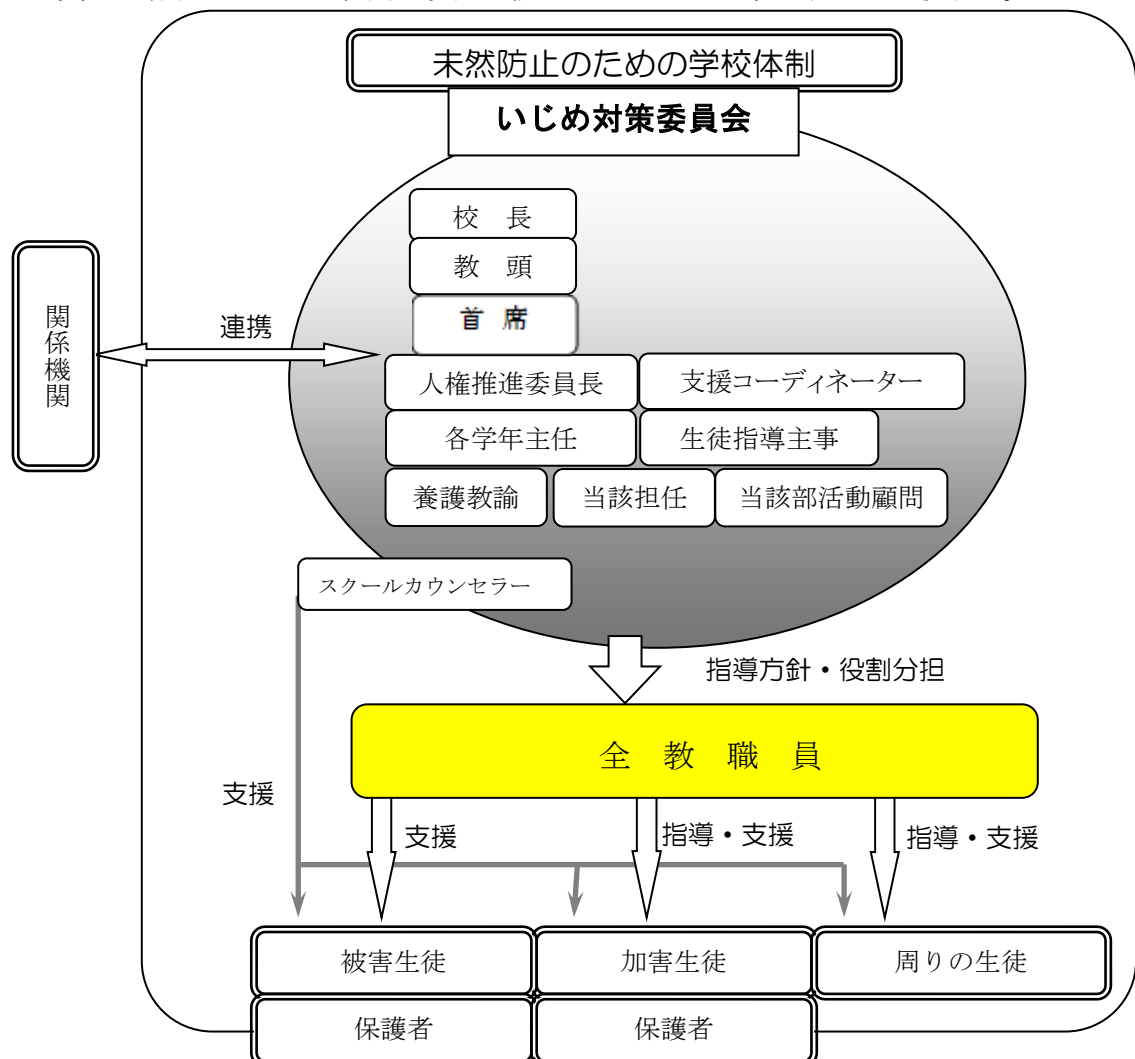 未然防止のための学校体制
いじめ対策委員会
校 長
教 頭
首 席
関係機関
連携
人権推進委員長
支援コーディネーター
各学年主任
生徒指導主事
養護教諭
当該担任
当該部活動顧問
スクールカウンセラー
指導方針・役割分担
全 教 職 員
支援
支援
指導・支援
指導・支援
被害生徒
加害生徒
周りの生徒
保護者
保護者